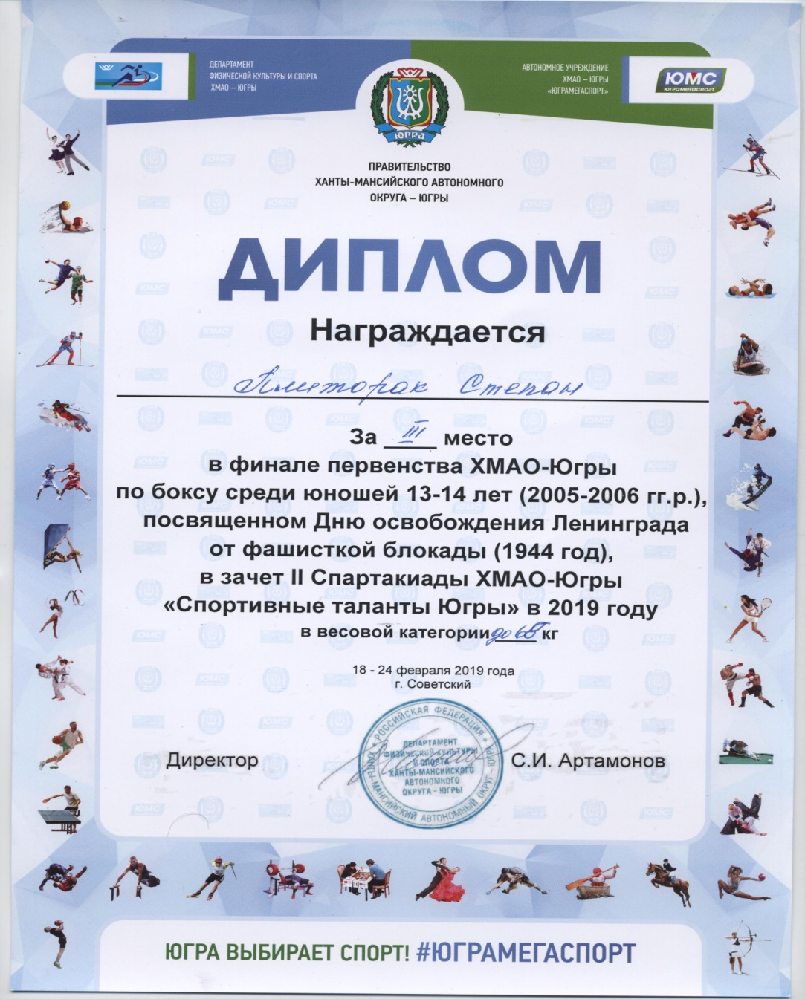 ДЕПАРТАМЕНТ
ФИЗИЧЕСКОЙ КУЛЬТУРЫ И СПОРТА
ХМАО – ЮГРЫ
АВТОНОМНОЕ УЧРЕЖДЕНИЕ
ХМАО – ЮГРЫ
«ЮГРАМЕГАСПОРТ»
ЮМС
ЮГРАМЕГАСПОРТ
ЮГРА
ПРАВИТЕЛЬСТВО
ХАНТЫ-МАНСИЙСКОГО АВТОНОМНОГО
ОКРУГА – ЮГРЫ
ДИПЛОМ
Награждается
Степан
За III место
в финале первенства ХМАО-Югры
по боксу среди юношей 13-14 лет (2005-2006 гг.р.),
посвященном Дню освобождения Ленинграда
от фашисткой блокады (1944 год),
в зачет II Спартакиады ХМАО-Югры
«Спортивные таланты Югры» в 2019 году
в весовой категории до кг
18 - 24 февраля 2019 года
г. Советский
Директор
С.И. Артамонов
РОССИЙСКАЯ ФЕДЕРАЦИЯ
ХАНТЫ-МАНСИЙСКИЙ АВТОНОМНЫЙ ОКРУГ - ЮГРА
ДЕПАРТАМЕНТ
ФИЗИЧЕСКОЙ КУЛЬТУРЫ
И СПОРТА
ХАНТЫ-МАНСИЙСКОГО
АВТОНОМНОГО
ОКРУГА - ЮГРЫ
ЮГРА ВЫБИРАЕТ СПОРТ! #ЮГРАМЕГАСПОРТ